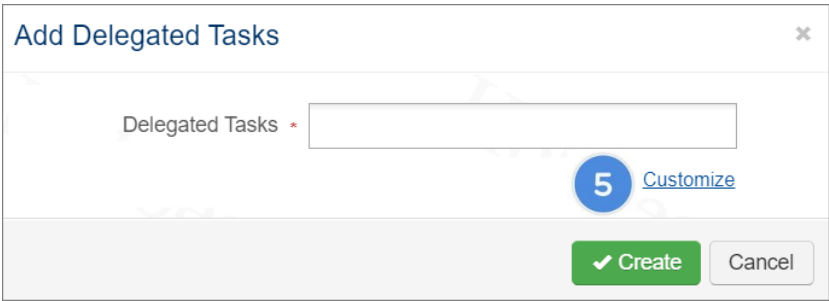 Add Delegated Tasks ×
Delegated Tasks *
5 Customize
✔ Create Cancel